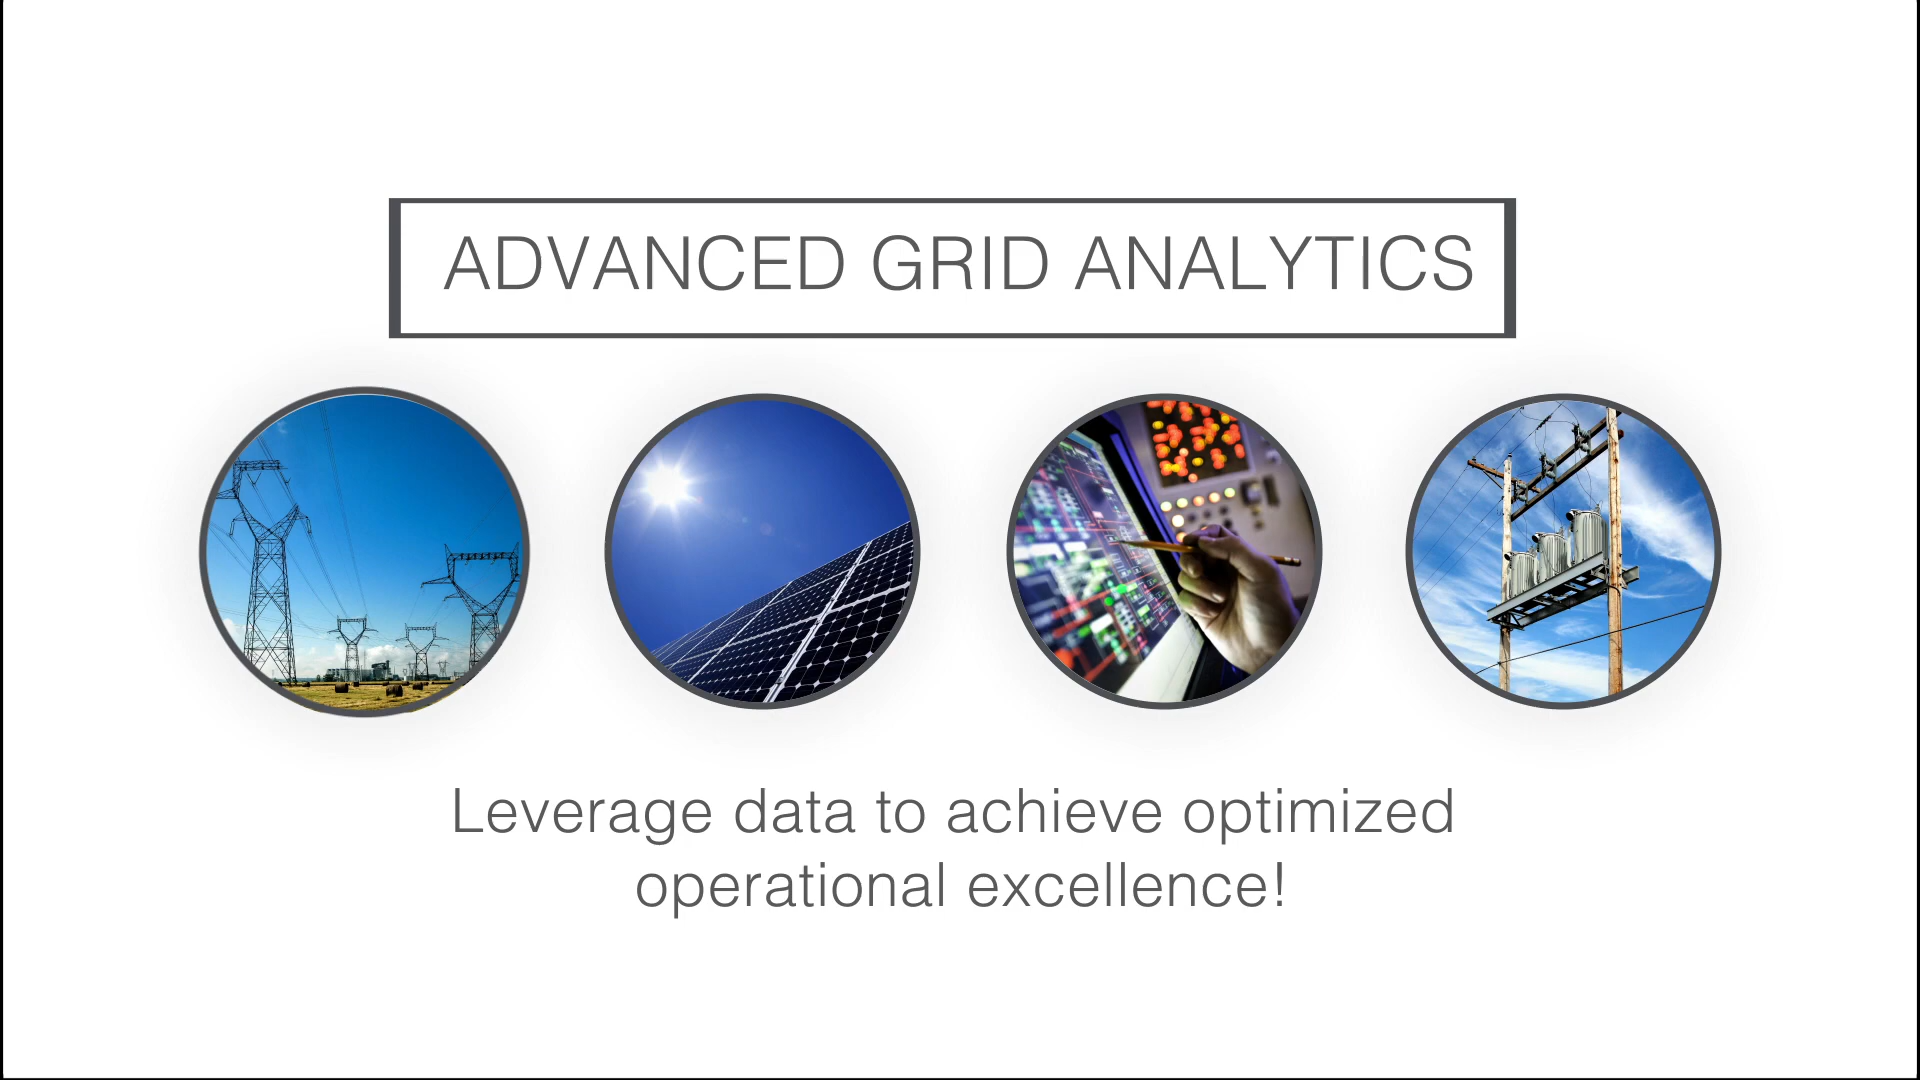 ADVANCED GRID ANALYTICS
Leverage data to achieve optimized
operational excellence!